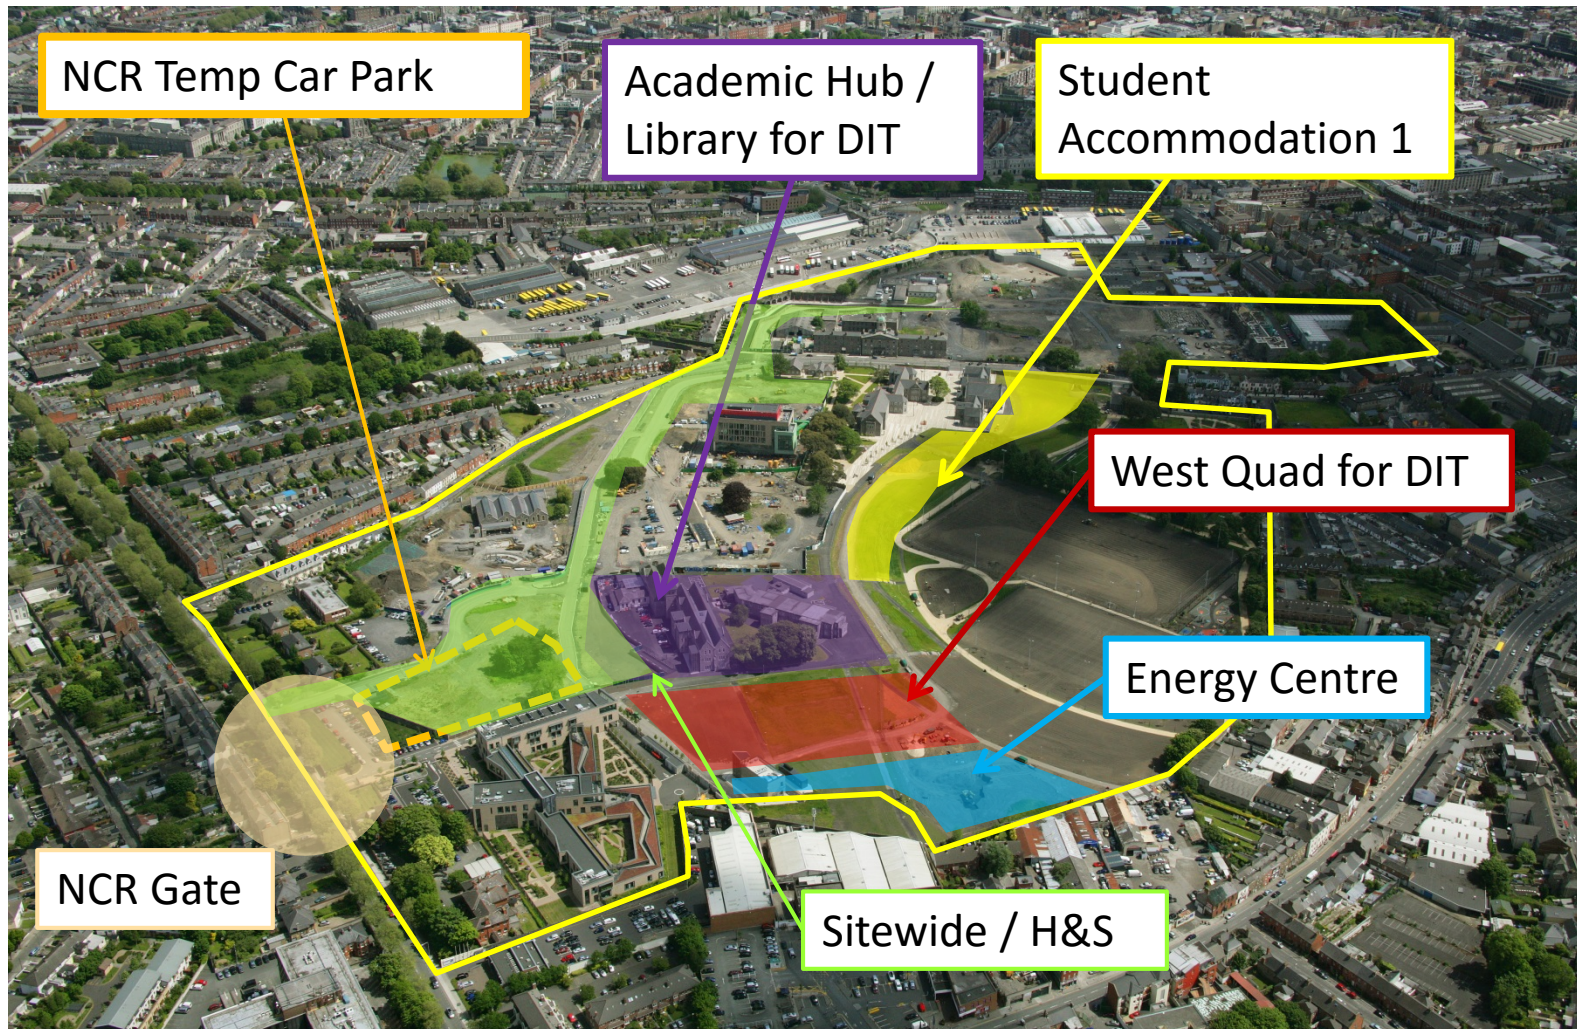 NCR Temp Car Park
Academic Hub /
Library for DIT
Student
Accommodation 1
West Quad for DIT
Energy Centre
NCR Gate
Sitewide / H&S